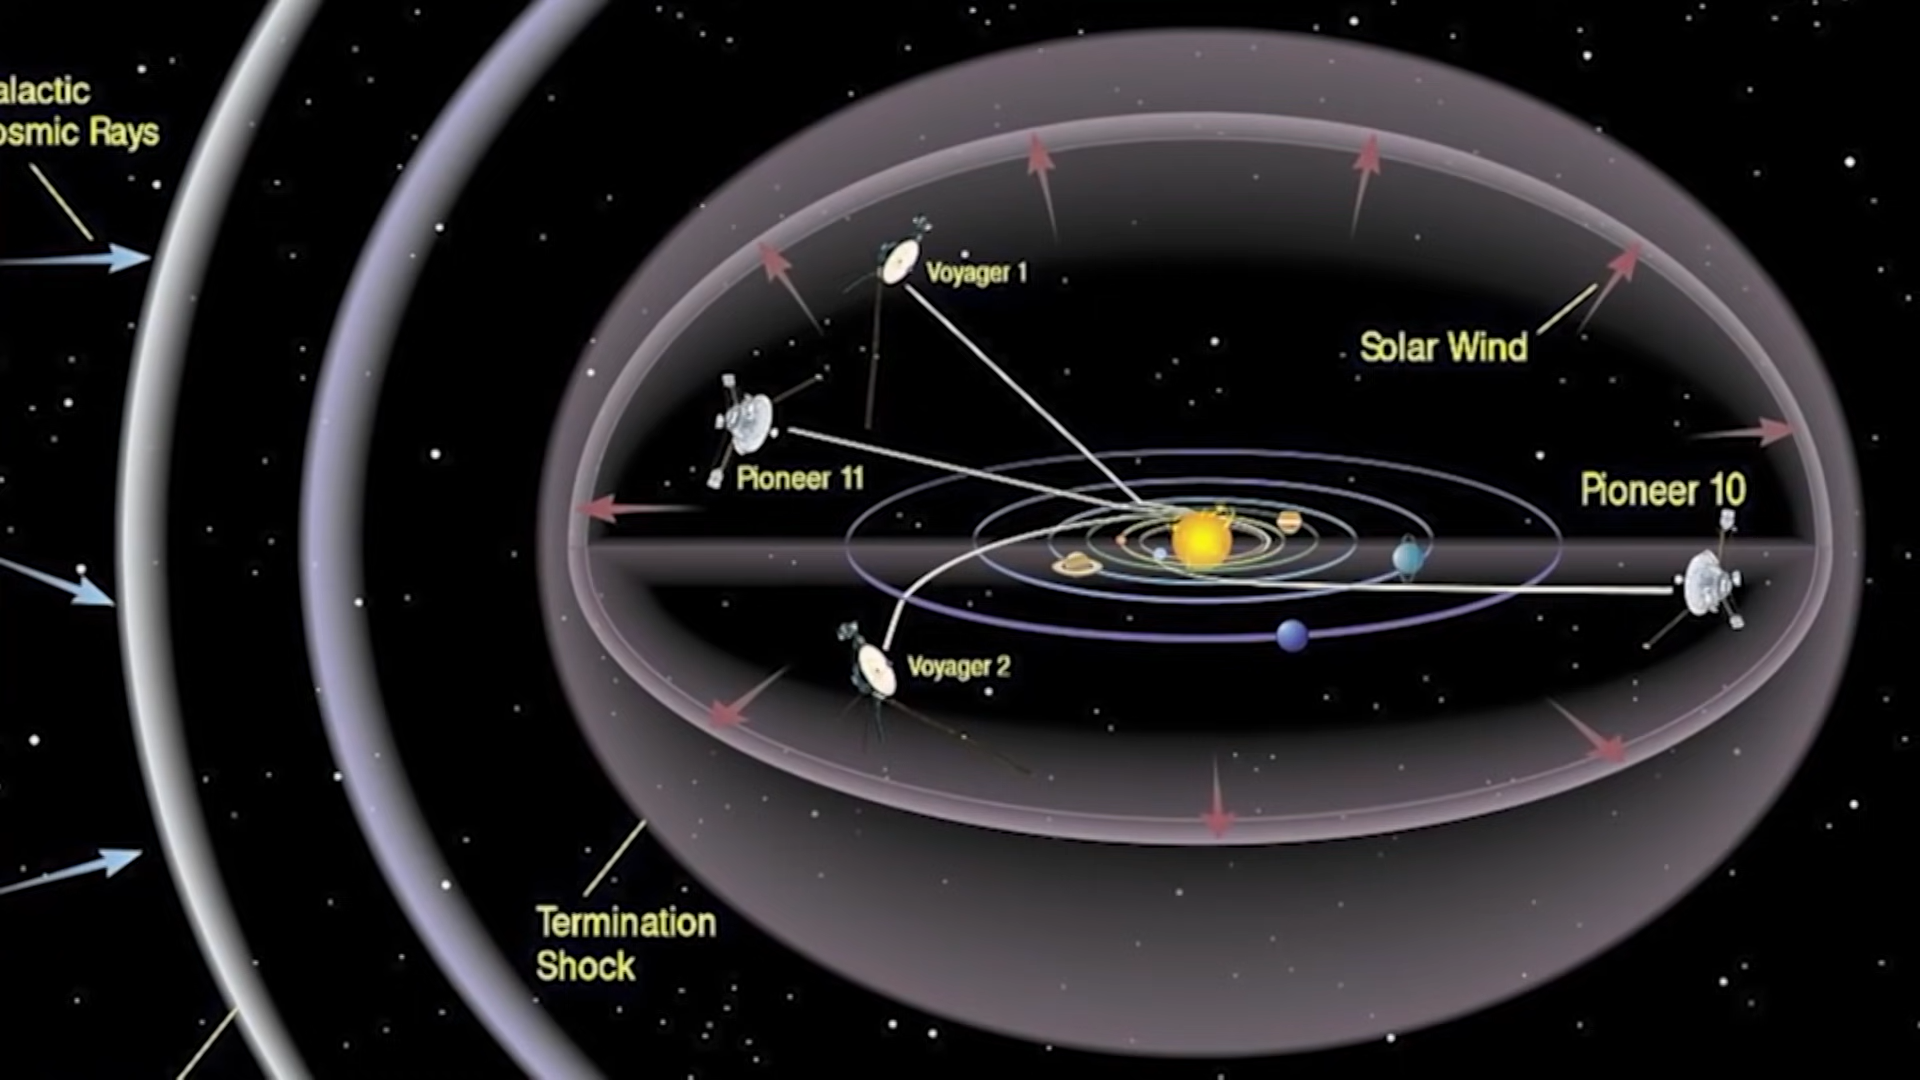 alactic
osmic Rays
Voyager 1
Solar Wind
Pioneer 11
Pioneer 10
Voyager 2
Termination
Shock